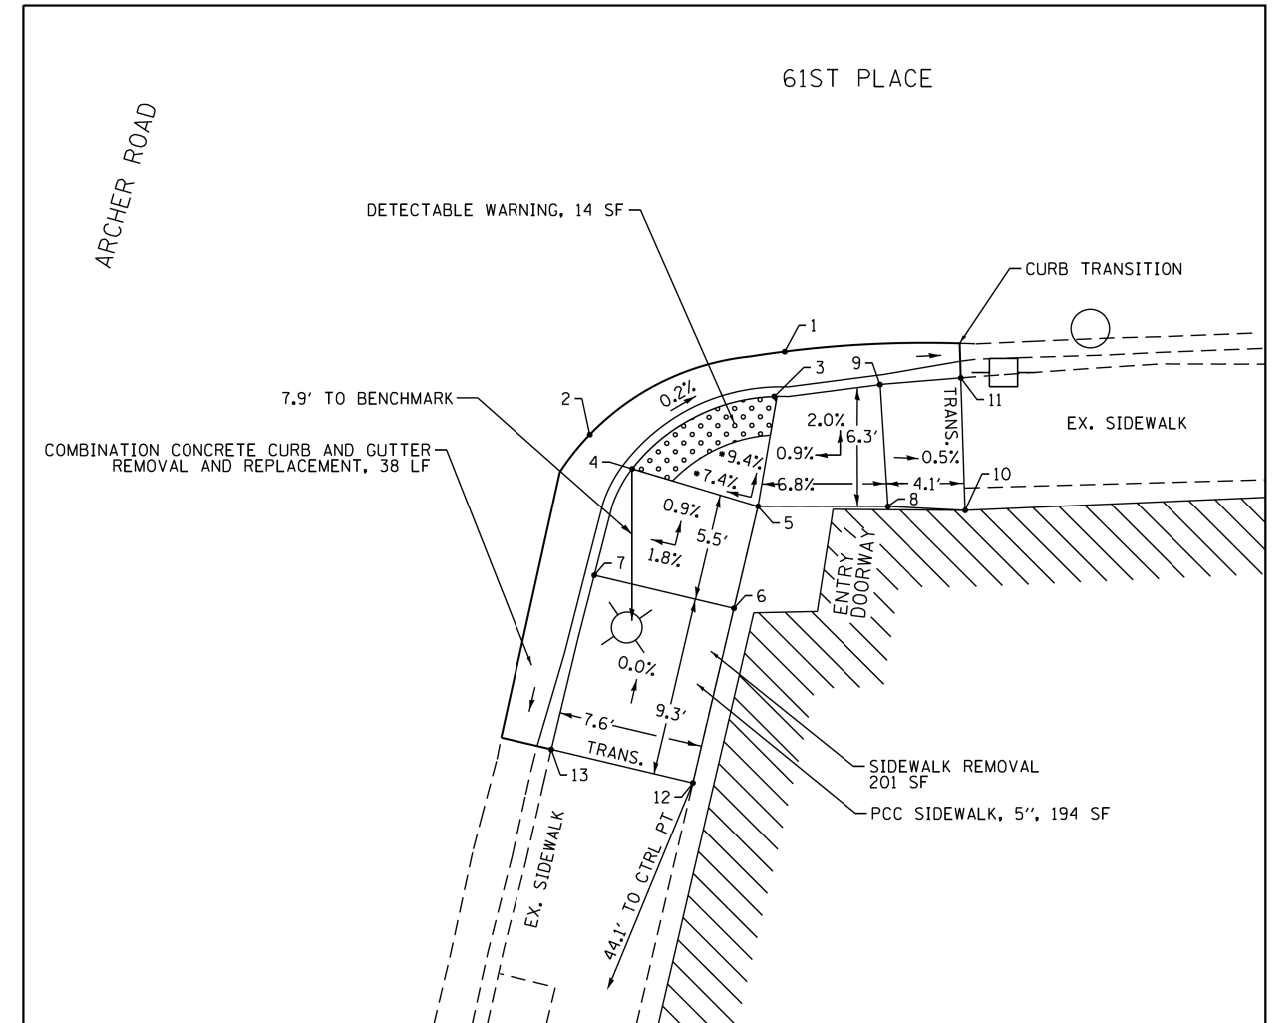 61ST PLACE
ARCHER ROAD
DETECTABLE WARNING, 14 SF
CURB TRANSITION
1
9
3
0.2%
7.9' TO BENCHMARK
2
11
TRANS.
EX. SIDEWALK
2.0%
6.3'
COMBINATION CONCRETE CURB AND GUTTER
REMOVAL AND REPLACEMENT, 38 LF
4
*9.4%
0.9%
0.5%
*7.4%
6.8%
4.1'
10
8
0.9%
5.5'
5
1.8%
7
ENTRY
DOORWAY
6
0.0%
9.3'
7.6'
TRANS.
13
12
SIDEWALK REMOVAL
201 SF
PCC SIDEWALK, 5", 194 SF
EX. SIDEWALK
44.1' TO CTRL PT